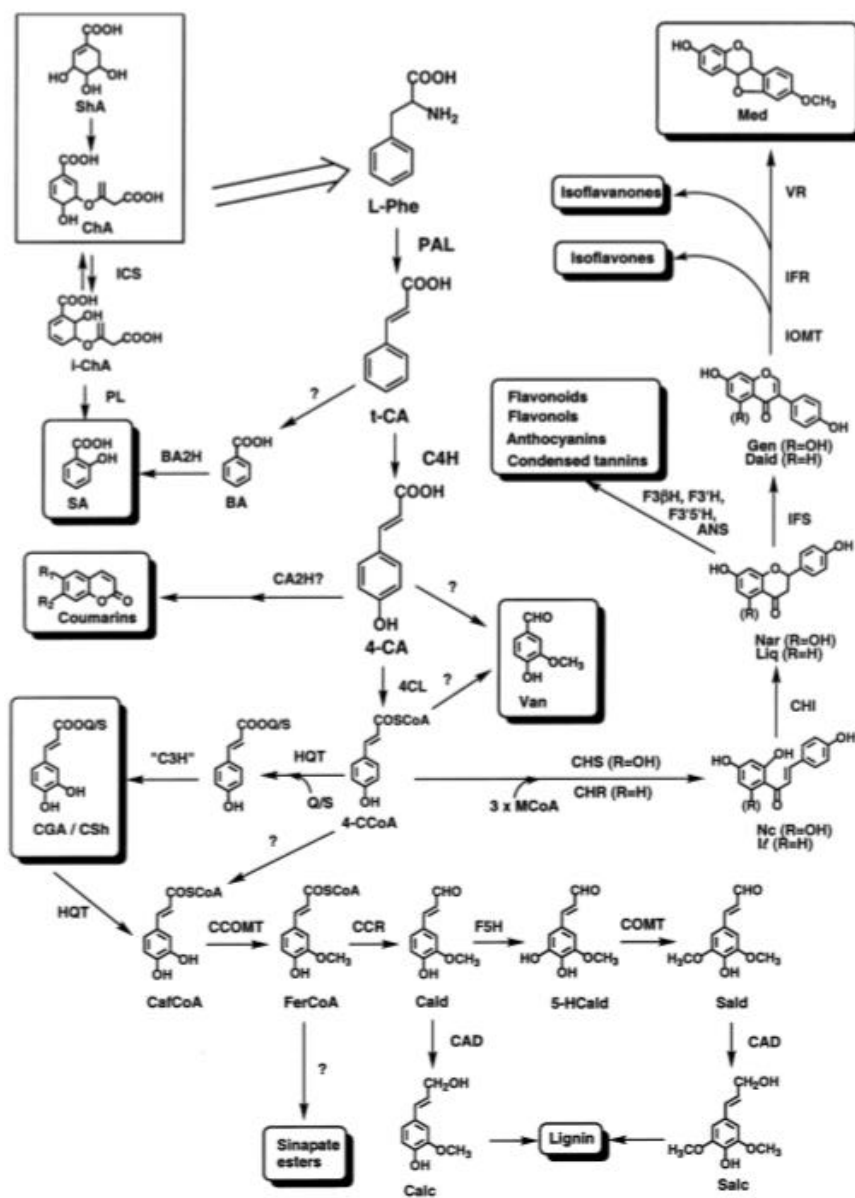 COOH
HO
OH
OH
ShA
COOH
O
COOH
OH
ChA
ICS
COOH
OH
O
COOH
i-ChA
PL
COOH
OH
SA
BA2H
COOH
BA
?
COOH
NH2
L-Phe
PAL
COOH
t-CA
C4H
COOH
OH
4-CA
CA2H?
R1
R2
O
O
Coumarins
?
CHO
OCH3
OH
Van
?
4CL
COSCoA
OH
4-CCoA
HQT
Q/S
COOQ/S
OH
"C3H"
COOQ/S
OH
OH
CGA / CSh
3 x MCoA
CHS (R=OH)
CHR (R=H)
HO
OH
OH
(R)
O
Nc (R=OH)
Iℓ (R=H)
CHI
HO
O
OH
(R)
O
Nar (R=OH)
Liq (R=H)
F3βH, F3'H,
F3'5'H,
ANS
Flavonoids
Flavonols
Anthocyanins
Condensed tannins
IFS
HO
O
(R)
O
OH
Gen (R=OH)
Daid (R=H)
IOMT
IFR
VR
Isoflavones
Isoflavanones
HO
O
O
OCH3
Med
?
HQT
COSCoA
OH
OH
CafCoA
CCOMT
COSCoA
OCH3
OH
FerCoA
CCR
CHO
OCH3
OH
Cald
F5H
CHO
HO
OCH3
OH
5-HCald
COMT
CHO
H3CO
OCH3
OH
Sald
?
Sinapate
esters
CAD
CH2OH
OCH3
OH
Calc
Lignin
CAD
CH2OH
H3CO
OCH3
OH
Salc